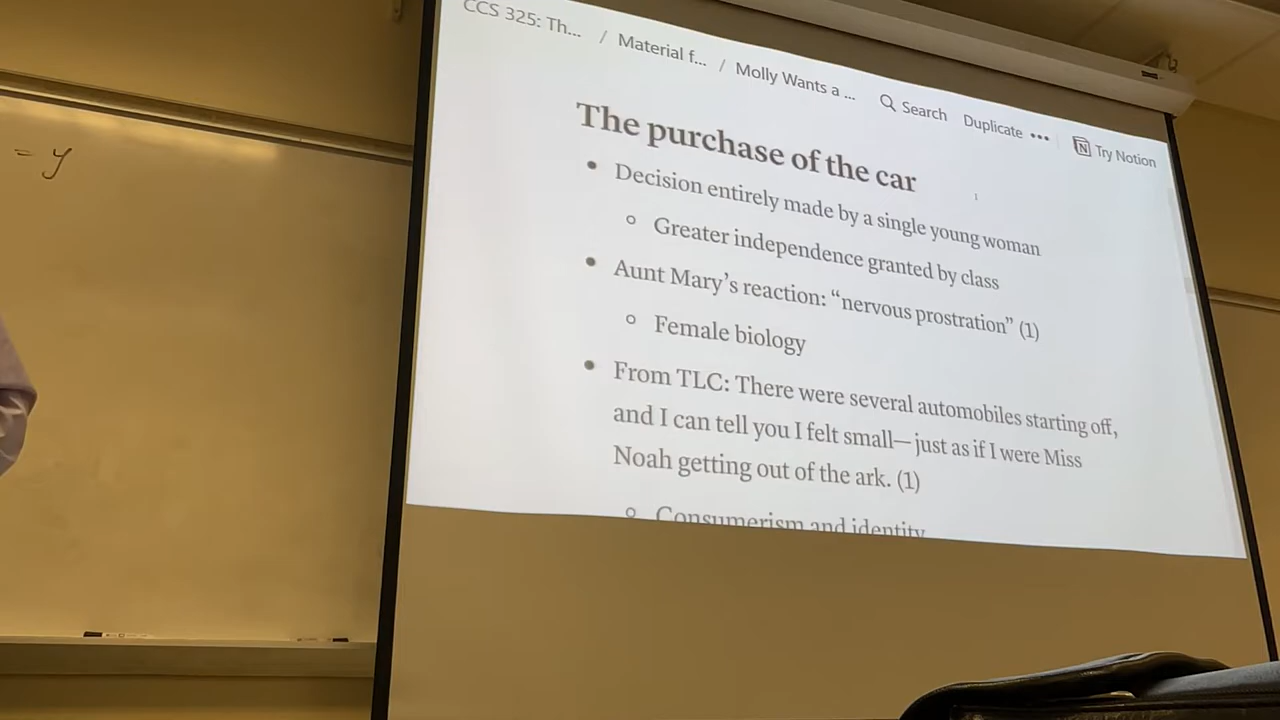 CCS 325: Th... / Material f... / Molly Wants a ... Search Duplicate ••• Try Notion
= y
The purchase of the car
• Decision entirely made by a single young woman
◦ Greater independence granted by class
• Aunt Mary’s reaction: “nervous prostration” (1)
◦ Female biology
• From TLC: There were several automobiles starting off,
and I can tell you I felt small—just as if I were Miss
Noah getting out of the ark. (1)
◦ Consumerism and identity